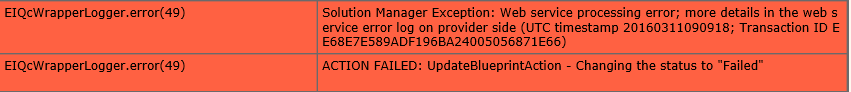 EIQcWrapperLogger.error(49)
Solution Manager Exception: Web service processing error; more details in the web s
ervice error log on provider side (UTC timestamp 20160311090918; Transaction ID E
E68E7E589ADF196BA24005056871E66)
EIQcWrapperLogger.error(49)
ACTION FAILED: UpdateBlueprintAction - Changing the status to "Failed"